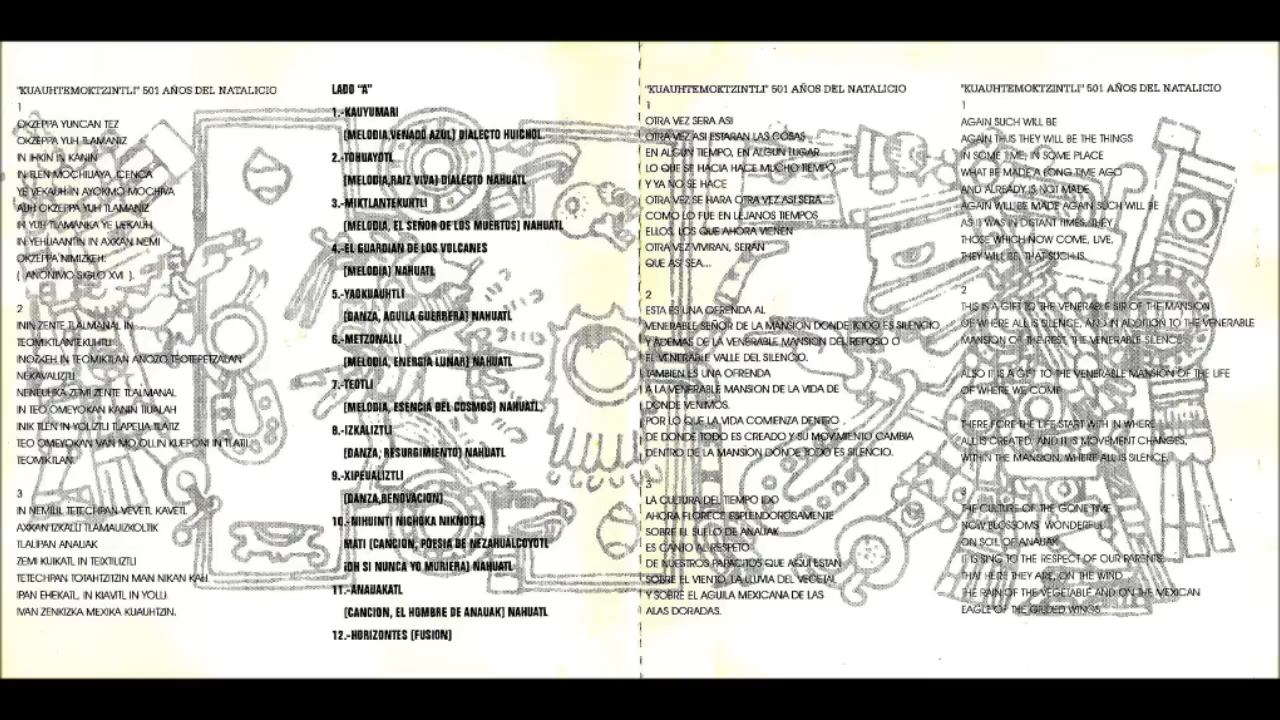 "KUAUHTEMOKTZINTLI" 501 AÑOS DEL NATALICIO
1
OKZEPPA YUNCAN TEZ
OKZEPPA YUH TLAMANIZ
IN IHKIN IN KANIN
IN TLEN MOCHIUAYA, CENCA
YE VEKAUH IN AYOKMO MOCHIVA
AUH OKZEPPA YUH TLAMANIZ
IN YUH TLAMANKA YE UEKAUH
IN YEHUAANTIN IN AXKAN NEMI
OKZEPPA NIMIZKEH.
( ANONIMO SIGLO XVI ).
2
ININ ZENTE TLALMANAL IN
TEOMIKTLANTEKUHTLI
INOZKEH IN TEOMIKTLAN ANOZO TEOTEPETZALAN
NEKAVALIZTLI
NENEUHKA ZEMI ZENTE TLALMANAL
IN TEO OMEYOKAN KANIN TIUALAH
INIK TLEN IN YOLIZTLI TLAPEUA TLATIZ
TEO OMEYOKAN VAN MO OLLIN KUEPONI IN TLATIL
TEOMIKTLAN.
3
IN NEMILIL TETECHPAN VEVETL KAVETL
AXKAN IZKALLI TLAMAUIZKOLTIK
TLALIPAN ANAUAK
ZEMI KUIKATL IN TEIXTILIZTLI
TETECHPAN TOTAHTZITZIN MAN NIKAN KAH
IPAN EHEKATL, IN KIAVITL IN YOLLI
IVAN ZENKIZKA MEXIKA KUAUHTZIN.
LADO "A"
1.-KAUYUMARI
(MELODIA,VENADO AZUL) DIALECTO HUICHOL.
2.-TOHUAYOTL
(MELODIA,RAIZ VIVA) DIALECTO NAHUATL
3.-MIKTLANTEKUHTLI
(MELODIA, EL SEÑOR DE LOS MUERTOS) NAHUATL
4.-EL GUARDIAN DE LOS VOLCANES
(MELODIA) NAHUATL
5.-YAOKUAUHTLI
(DANZA, AGUILA GUERRERA) NAHUATL
6.-METZONALLI
(MELODIA, ENERGIA LUNAR) NAHUATL
7.-TEOTLI
(MELODIA, ESENCIA DEL COSMOS) NAHUATL.
8.-IZKALIZTLI
(DANZA, RESURGIMIENTO) NAHUATL
9.-XIPEUALIZTLI
(DANZA,RENOVACION)
10.-NIHUINTI NICHOKA NIKNOTLA
MATI (CANCION, POESIA DE NEZAHUALCOYOTL
(OH SI NUNCA YO MURIERA) NAHUATL
11.-ANAUAKATL
(CANCION, EL HOMBRE DE ANAUAK) NAHUATL
12.-HORIZONTES (FUSION)
"KUAUHTEMOKTZINTLI" 501 AÑOS DEL NATALICIO
1
OTRA VEZ SERA ASI
OTRA VEZ ASI ESTARAN LAS COSAS
EN ALGUN TIEMPO, EN ALGUN LUGAR
LO QUE SE HACIA HACE MUCHO TIEMPO
Y YA NO SE HACE
OTRA VEZ SE HARA OTRA VEZ ASI SERA
COMO LO FUE EN LEJANOS TIEMPOS
ELLOS, LOS QUE AHORA VIENEN
OTRA VEZ VIVIRAN, SERAN
QUE ASI SEA...
2
ESTA ES UNA OFRENDA AL
VENERABLE SEÑOR DE LA MANSION DONDE TODO ES SILENCIO
Y ADEMAS DE LA VENERABLE MANSION DEL REPOSO O
EL VENERABLE VALLE DEL SILENCIO.
TAMBIEN ES UNA OFRENDA
A LA VENERABLE MANSION DE LA VIDA DE
DONDE VENIMOS.
POR LO QUE LA VIDA COMIENZA DENTRO
DE DONDE TODO ES CREADO Y SU MOVIMIENTO CAMBIA
DENTRO DE LA MANSION DONDE TODO ES SILENCIO.
3
LA CULTURA DEL TIEMPO IDO
AHORA FLORECE ESPLENDOROSAMENTE
SOBRE EL SUELO DE ANAUAK
ES CANTO AL RESPETO
DE NUESTROS PAPACITOS QUE AQUI ESTAN
SOBRE EL VIENTO, LA LLUVIA DEL VEGETAL
Y SOBRE EL AGUILA MEXICANA DE LAS
ALAS DORADAS.
"KUAUHTEMOKTZINTLI" 501 AÑOS DEL NATALICIO
1
AGAIN SUCH WILL BE
AGAIN THUS THEY WILL BE THE THINGS
IN SOME TIME, IN SOME PLACE
WHAT BE MADE A LONG TIME AGO
AND ALREADY IS NOT MADE
AGAIN WILL BE MADE AGAIN SUCH WILL BE
AS IT WAS IN DISTANT TIMES, THEY
THOSE WHICH NOW COME, LIVE,
THEY WILL BE, THAT SUCH IS.
2
THIS IS A GIFT TO THE VENERABLE SIR OF THE MANSION
OF WHERE ALL IS SILENCE, AND IN ADDITION TO THE VENERABLE
MANSION OF THE REST, THE VENERABLE SILENCE
ALSO IT IS A GIFT TO THE VENERABLE MANSION OF THE LIFE
OF WHERE WE COME
THERE FORE THE LIFE START WITH IN WHERE
ALL IS CREATED, AND IT IS MOVEMENT CHANGES,
WITHIN THE MANSION, WHERE ALL IS SILENCE.
3
THE CULTURE OF THE GONE TIME
NOW BLOSSOMS WONDERFUL
ON SOIL OF ANAUAK
IT IS SING TO THE RESPECT OF OUR PARENTS
THAT HERE THEY ARE, ON THE WIND
THE RAIN OF THE VEGETABLE AND ON THE MEXICAN
EAGLE OF THE GILDED WINGS.